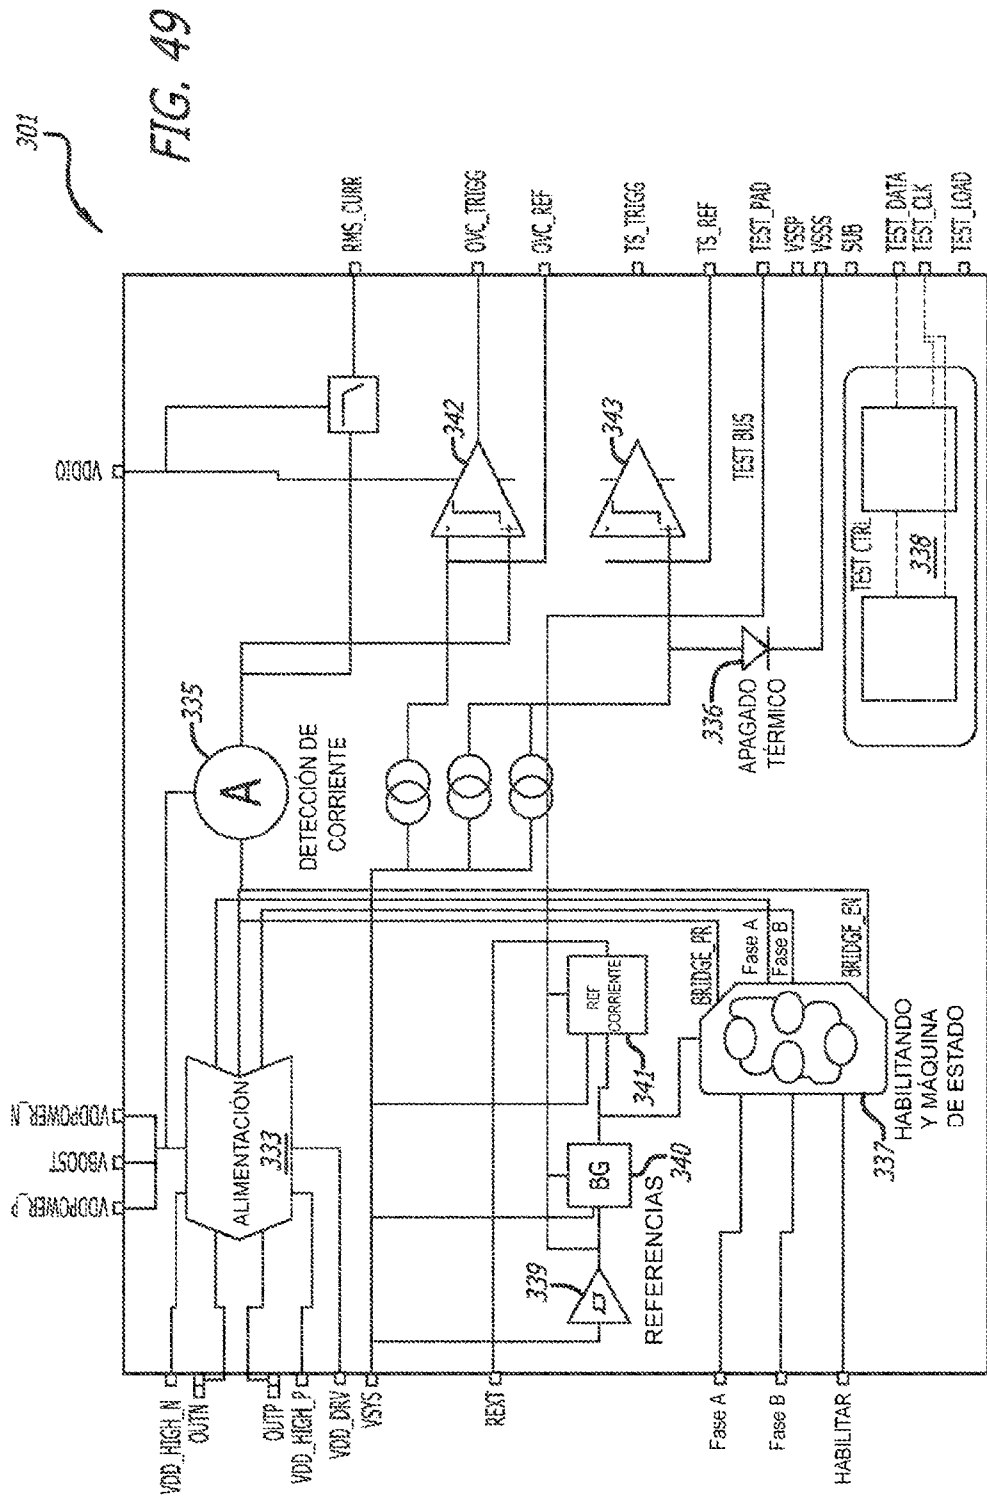 FIG. 49
301
VDDPOWER_P
VBOOST
VDDPOWER_N
VDDIO
VDD_HIGH_N
OUTN
OUTP
VDD_HIGH_P
VDD_DRV
VSYS
REXT
Fase A
Fase B
HABILITAR
ALIMENTACIÓN
333
A
335
DETECCIÓN DE
CORRIENTE
339
REFERENCIAS
BG
340
REF
CORRIENTE
341
BRIDGE_PR
Fase A
Fase B
BRIDGE_EN
337
HABILITANDO
Y MÁQUINA
DE ESTADO
336
APAGADO
TÉRMICO
342
343
TEST BUS
TEST CTRL
338
RMS_CURR
OVC_TRIGG
OVC_REF
TS_TRIGG
TS_REF
TEST_PAD
VSSP
VSSS
SUB
TEST_DATA
TEST_CLK
TEST_LOAD